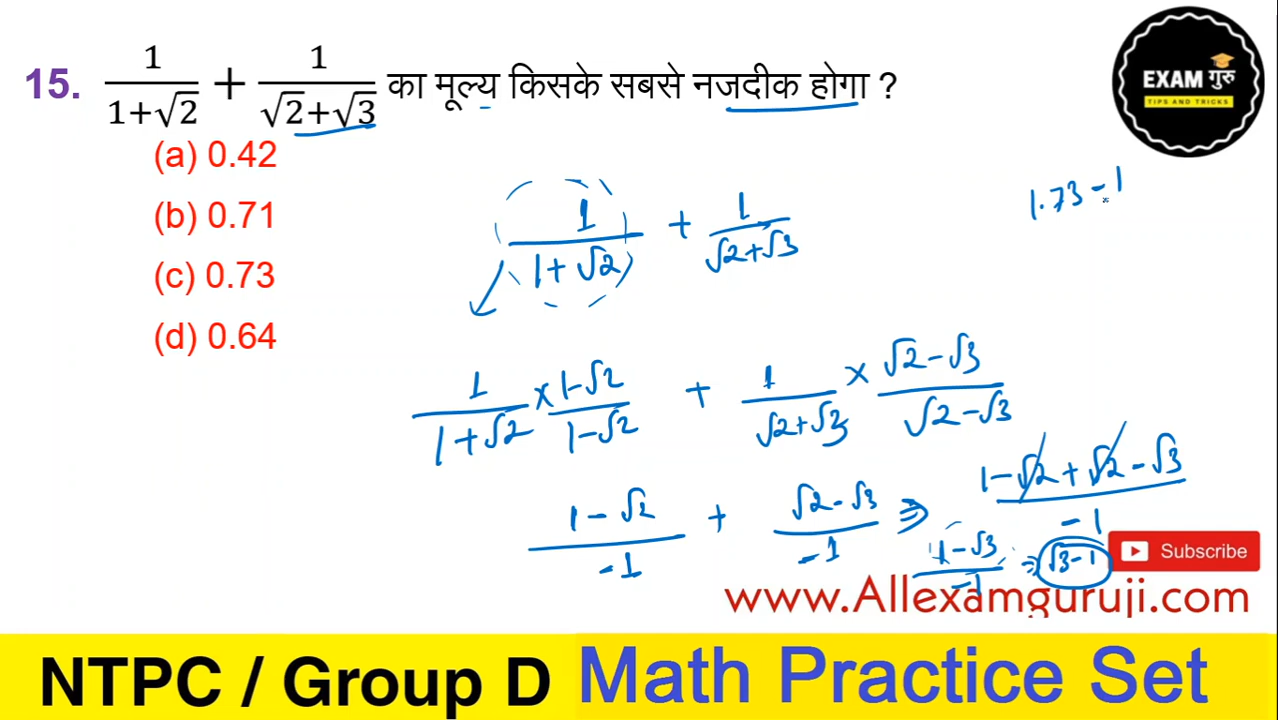 15. 1/(1+√2) + 1/(√2+√3) का मूल्य किसके सबसे नजदीक होगा ?
(a) 0.42
(b) 0.71
(c) 0.73
(d) 0.64
EXAM गुरु
TIPS AND TRICKS
1.73 - 1
1/(1+√2) + 1/(√2+√3)
1/(1+√2) × (1-√2)/(1-√2) + 1/(√2+√3) × (√2-√3)/(√2-√3)
(1-√2)/-1 + (√2-√3)/-1 ⇒ (1-√2+√2-√3)/-1
(1-√3)/-1 ⇒ √3-1
Subscribe
www.Allexamguruji.com
NTPC / Group D Math Practice Set